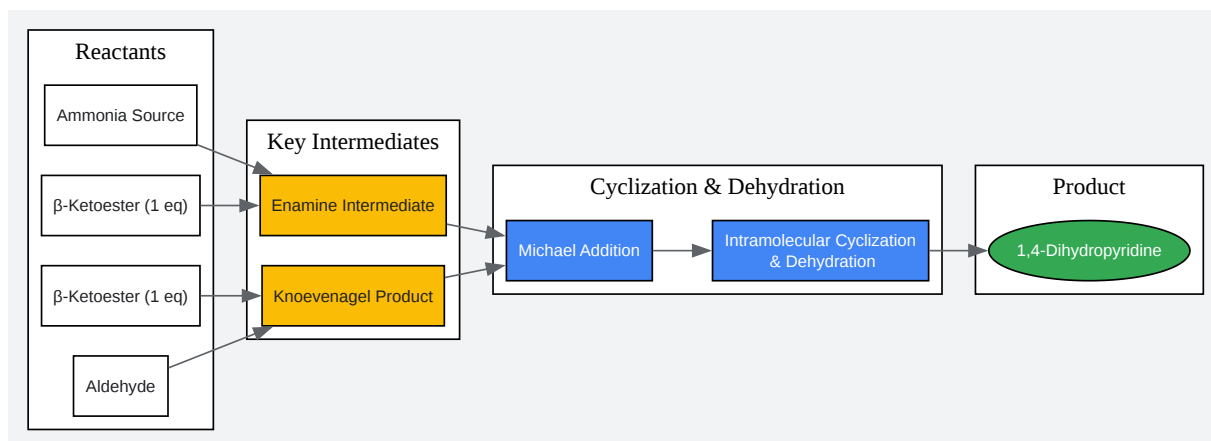 Reactants
Ammonia Source
β-Ketoester (1 eq)
β-Ketoester (1 eq)
Aldehyde
Key Intermediates
Enamine Intermediate
Knoevenagel Product
Cyclization & Dehydration
Michael Addition
Intramolecular Cyclization
& Dehydration
Product
1,4-Dihydropyridine